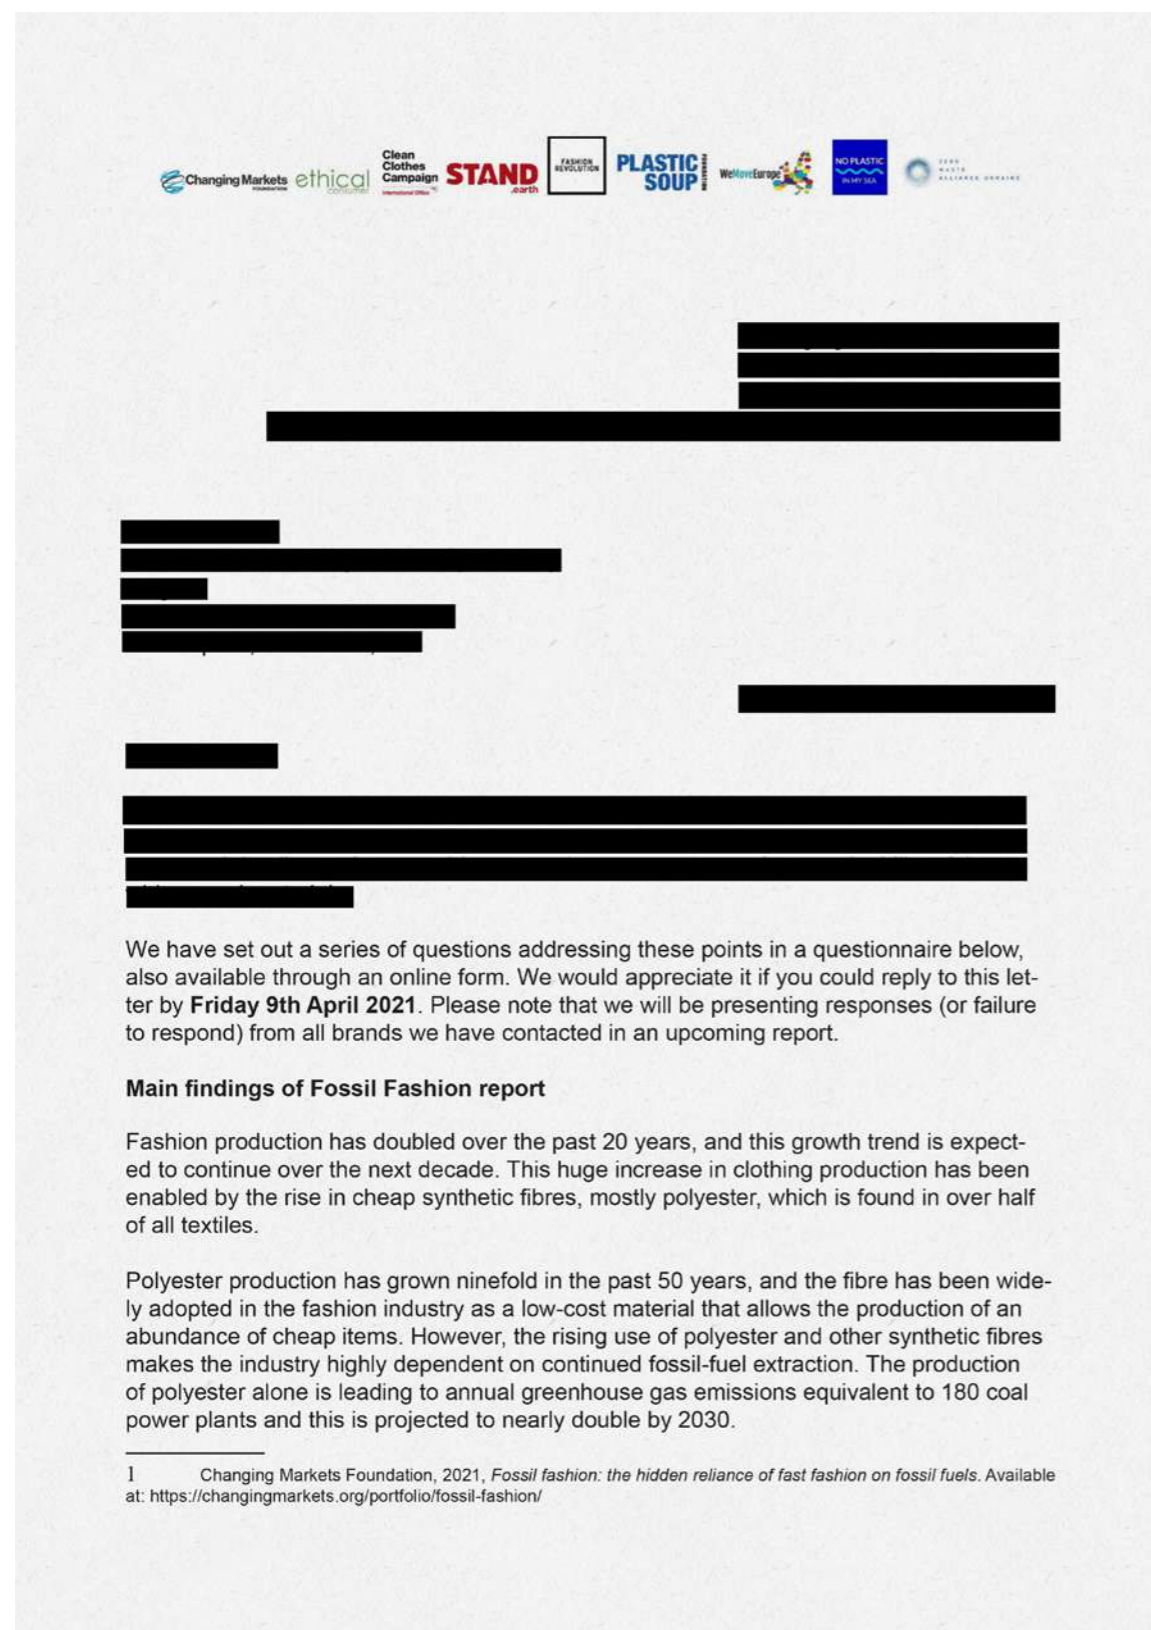 Changing Markets
FOUNDATION
ethical
consumer
Clean
Clothes
Campaign
International Office
STAND
.earth
FASHION
REVOLUTION
PLASTIC
SOUP
FOUNDATION
WeMoveEurope
NO PLASTIC
IN MY SEA
ZERO
WASTE
ALLIANCE UKRAINE
We have set out a series of questions addressing these points in a questionnaire below,
also available through an online form. We would appreciate it if you could reply to this let-
ter by Friday 9th April 2021. Please note that we will be presenting responses (or failure
to respond) from all brands we have contacted in an upcoming report.
Main findings of Fossil Fashion report
Fashion production has doubled over the past 20 years, and this growth trend is expect-
ed to continue over the next decade. This huge increase in clothing production has been
enabled by the rise in cheap synthetic fibres, mostly polyester, which is found in over half
of all textiles.
Polyester production has grown ninefold in the past 50 years, and the fibre has been wide-
ly adopted in the fashion industry as a low-cost material that allows the production of an
abundance of cheap items. However, the rising use of polyester and other synthetic fibres
makes the industry highly dependent on continued fossil-fuel extraction. The production
of polyester alone is leading to annual greenhouse gas emissions equivalent to 180 coal
power plants and this is projected to nearly double by 2030.
1 Changing Markets Foundation, 2021, Fossil fashion: the hidden reliance of fast fashion on fossil fuels. Available
at: https://changingmarkets.org/portfolio/fossil-fashion/